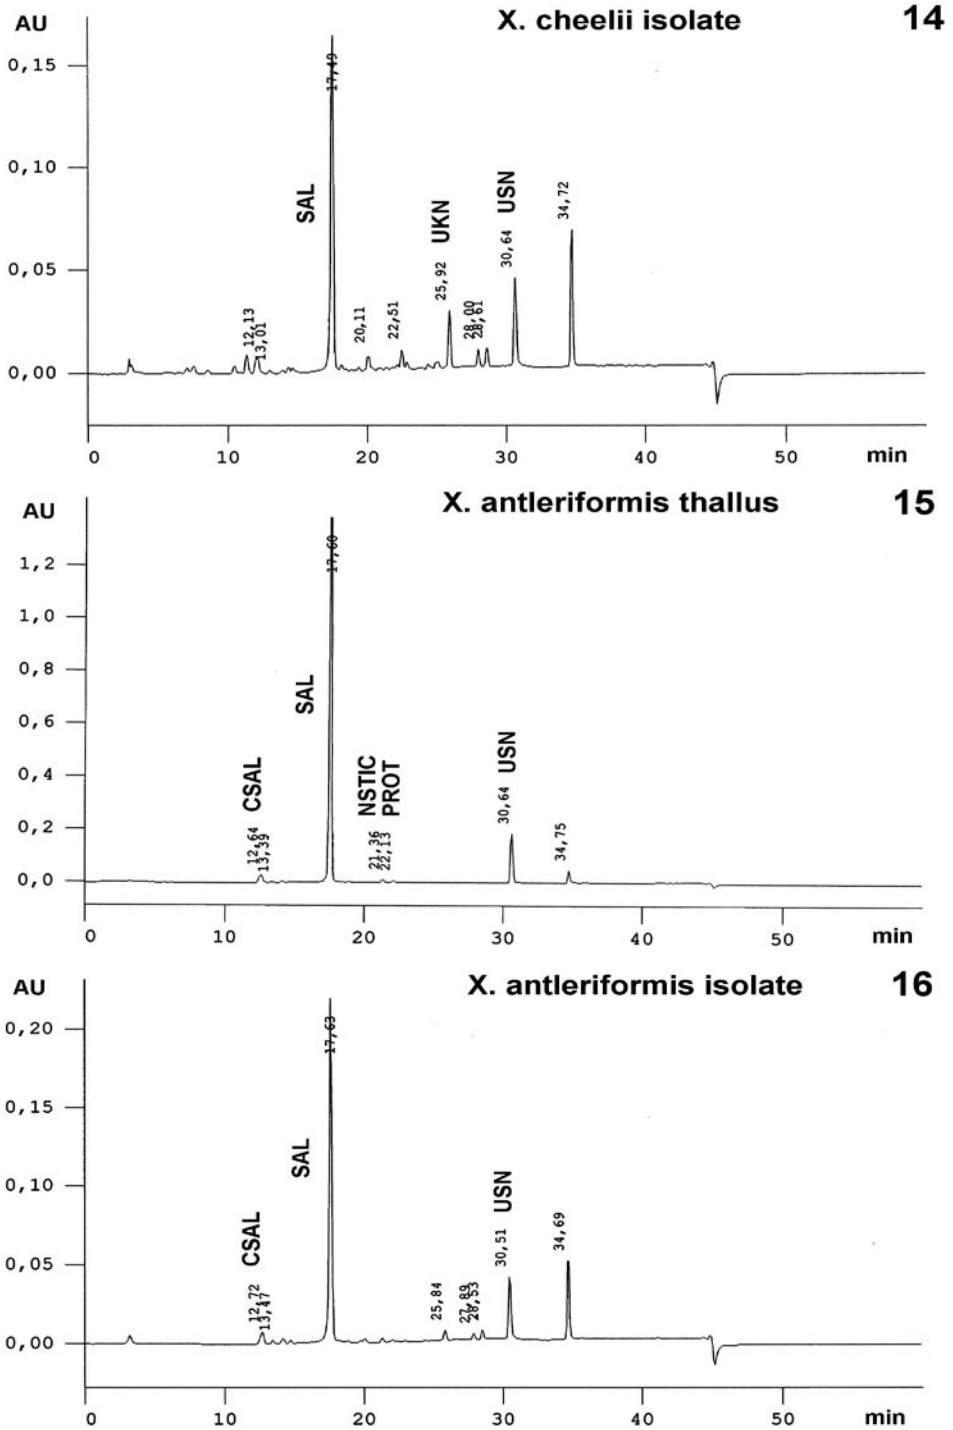 AU
X. cheelii isolate
14
0,15
0,10
0,05
0,00
12,13
13,01
SAL
17,49
20,11
22,51
UKN
25,92
28,00
28,61
USN
30,64
34,72
0 10 20 30 40 50 min
AU
X. antleriformis thallus
15
1,2
1,0
0,8
0,6
0,4
0,2
0,0
CSAL
12,64
13,39
SAL
17,60
NSTIC
PROT
21,36
22,13
USN
30,64
34,75
0 10 20 30 40 50 min
AU
X. antleriformis isolate
16
0,20
0,15
0,10
0,05
0,00
CSAL
12,72
13,47
SAL
17,63
25,84
27,89
28,53
USN
30,51
34,69
0 10 20 30 40 50 min